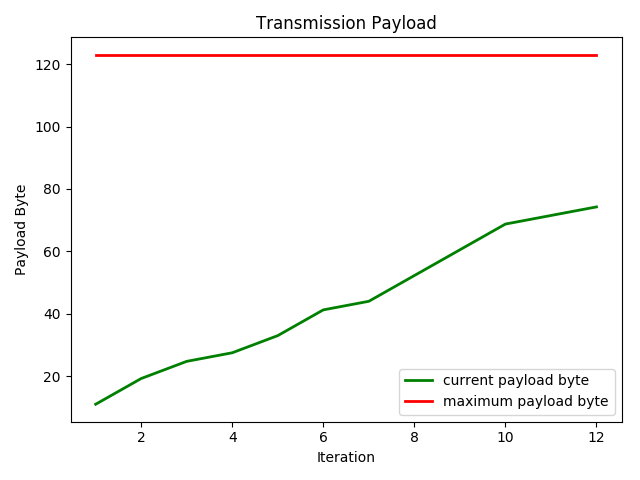 Transmission Payload
120
100
80
60
40
20
Payload Byte
2
4
6
8
10
12
Iteration
current payload byte
maximum payload byte